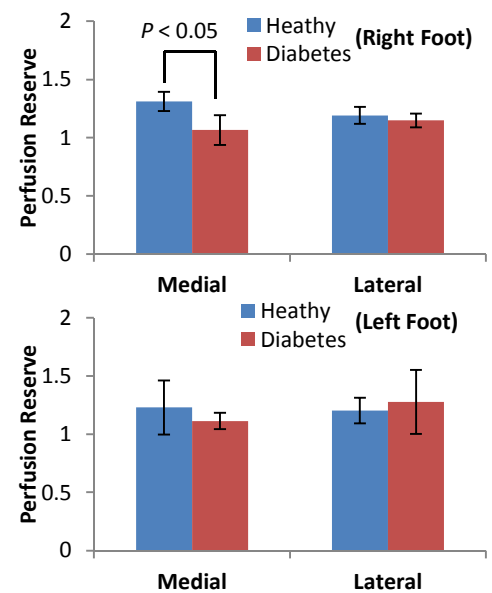 2
P < 0.05
Heathy
(Right Foot)
Diabetes
1.5
1
0.5
0
Perfusion Reserve
Medial
Lateral
Heathy
(Left Foot)
Diabetes
2
1.5
1
0.5
0
Perfusion Reserve
Medial
Lateral